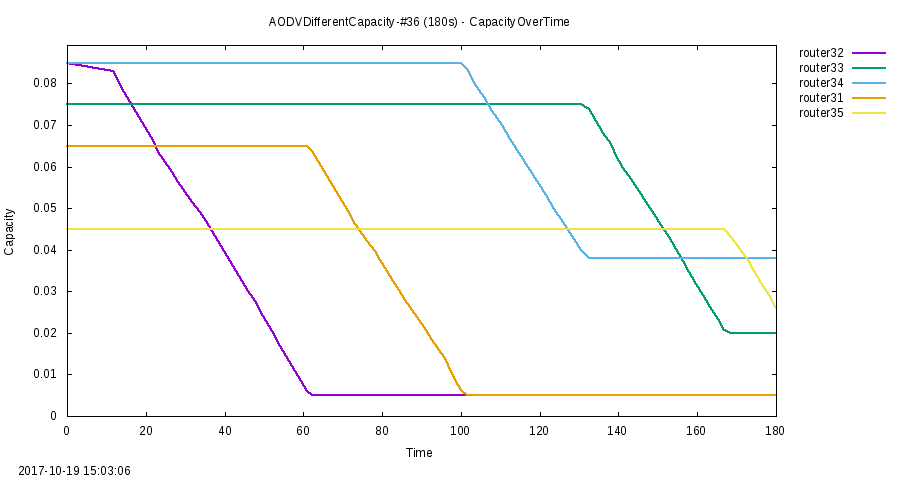 AODVDifferentCapacity-#36 (180s) - CapacityOverTime
router32
router33
router34
router31
router35
0.08
0.07
0.06
0.05
0.04
0.03
0.02
0.01
0
Capacity
0 20 40 60 80 100 120 140 160 180
Time
2017-10-19 15:03:06